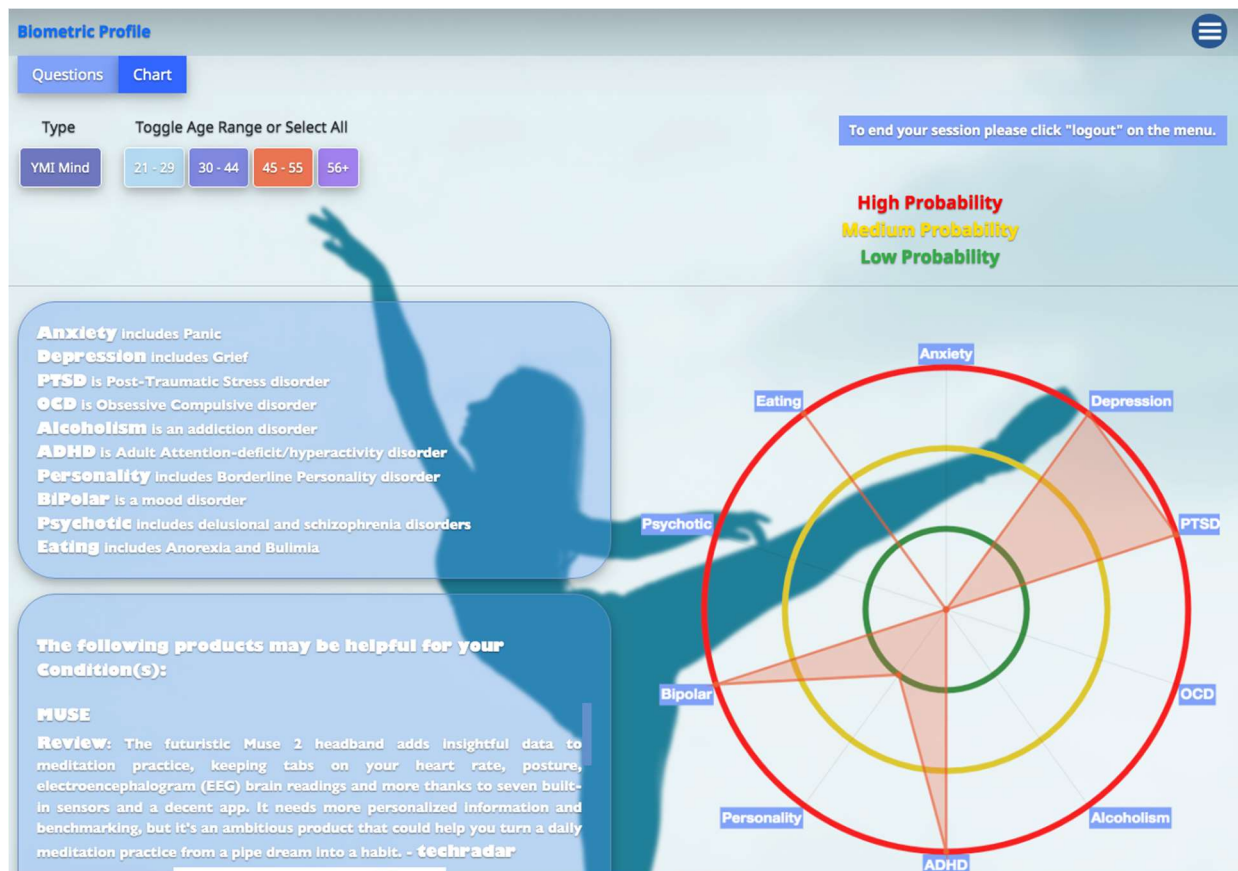 Biometric Profile
Questions
Chart
Type
Toggle Age Range or Select All
To end your session please click "logout" on the menu.
YMI Mind
21 - 29
30 - 44
45 - 55
56+
High Probability
Medium Probability
Low Probability
Anxiety includes Panic
Depression includes Grief
PTSD is Post-Traumatic Stress disorder
OCD is Obsessive Compulsive disorder
Alcoholism is an addiction disorder
ADHD is Adult Attention-deficit/hyperactivity disorder
Personality includes Borderline Personality disorder
BiPolar is a mood disorder
Psychotic includes delusional and schizophrenia disorders
Eating includes Anorexia and Bulimia
The following products may be helpful for your
Condition(s):
MUSE
Review: The futuristic Muse 2 headband adds insightful data to
meditation practice, keeping tabs on your heart rate, posture,
electroencephalogram (EEG) brain readings and more thanks to seven built-
in sensors and a decent app. It needs more personalized information and
benchmarking, but it's an ambitious product that could help you turn a daily
meditation practice from a pipe dream into a habit. - techradar
Anxiety
Eating
Depression
Psychotic
PTSD
Bipolar
OCD
Personality
Alcoholism
ADHD